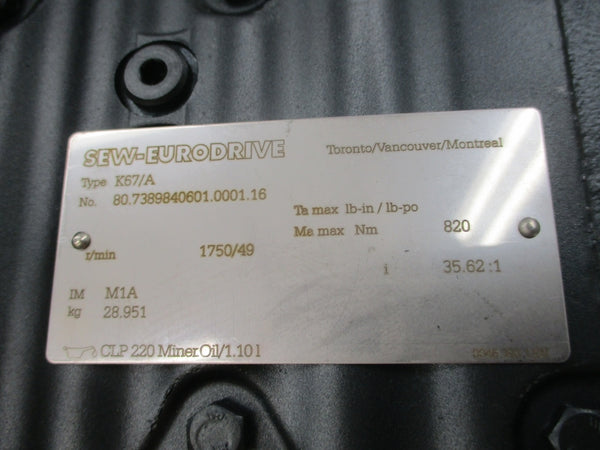 SEW-EURODRIVE Toronto/Vancouver/Montreal
Type K67/A
No. 80.7389840601.0001.16
Ta max lb-in / lb-po
Ma max Nm 820
r/min 1750/49
i 35.62 :1
IM M1A
kg 28.951
CLP 220 Miner Oil/1.10 l